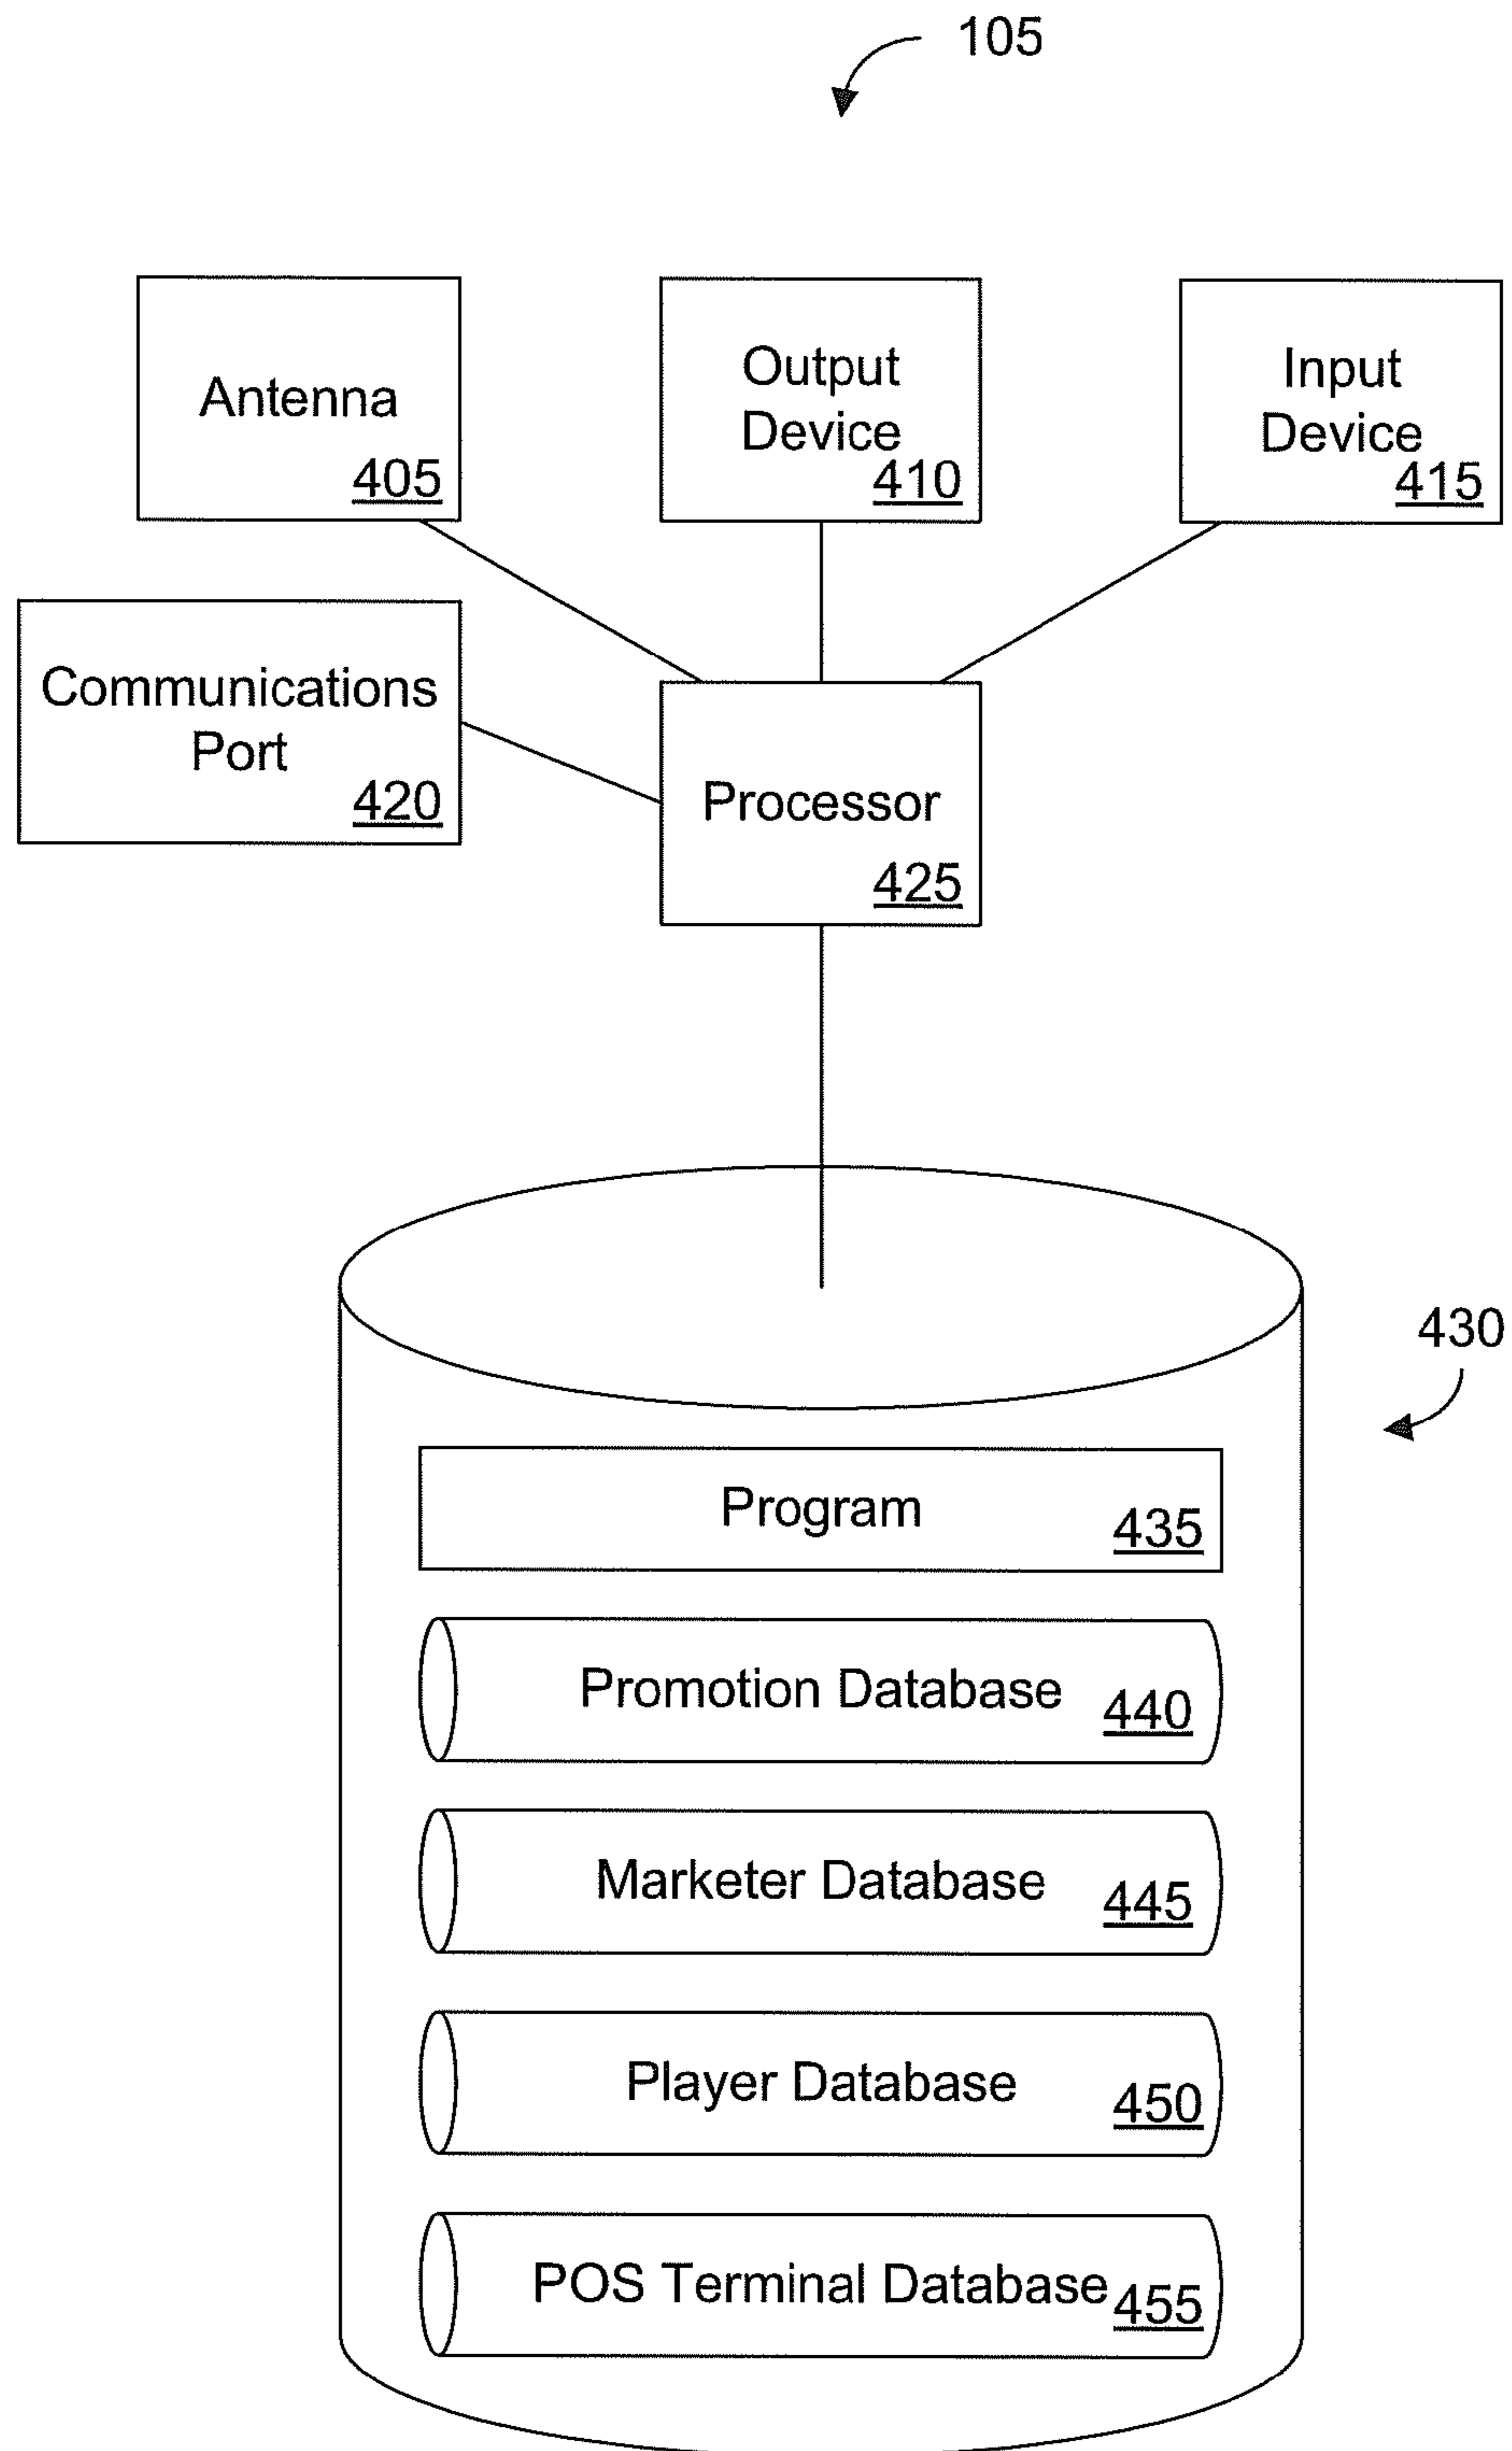 105
Antenna
405
Output
Device
410
Input
Device
415
Communications
Port
420
Processor
425
430
Program
435
Promotion Database
440
Marketer Database
445
Player Database
450
POS Terminal Database
455